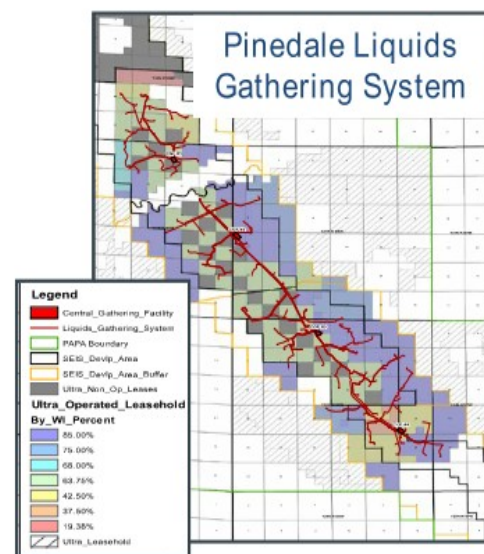 Pinedale Liquids
Gathering System
Legend
Central_Gathering_Facility
Liquids_Gathering_System
PAPA Boundary
SEIS_Devlp_Area
SEIS_Devlp_Area_Buffer
Ultra_Non_Op_Leases
Ultra_Operated_Leasehold
By_WI_Percent
85.00%
75.00%
68.00%
63.75%
42.50%
37.50%
19.38%
Ultra_Leasehold